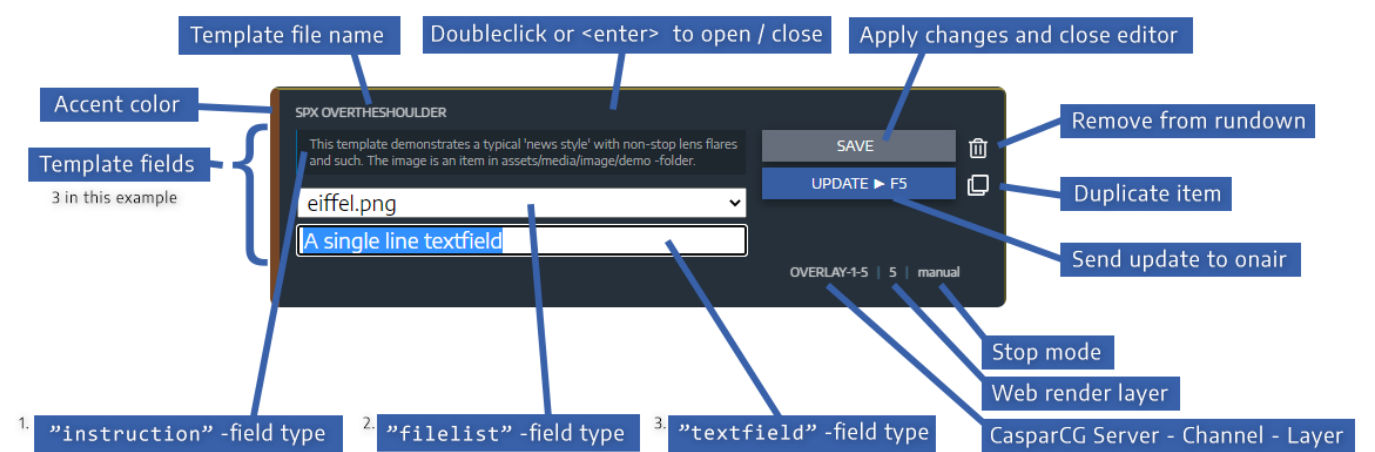 Template file name
Doubleclick or <enter> to open / close
Apply changes and close editor
Accent color
SPX OVERTHESHOULDER
This template demonstrates a typical 'news style' with non-stop lens flares
and such. The image is an item in assets/media/image/demo -folder.
SAVE
Remove from rundown
Template fields
3 in this example
UPDATE ► F5
Duplicate item
eiffel.png
A single line textfield
Send update to onair
OVERLAY-1-5 | 5 | manual
Stop mode
Web render layer
1. ”instruction” -field type
2. ”filelist” -field type
3. ”textfield” -field type
CasparCG Server - Channel - Layer